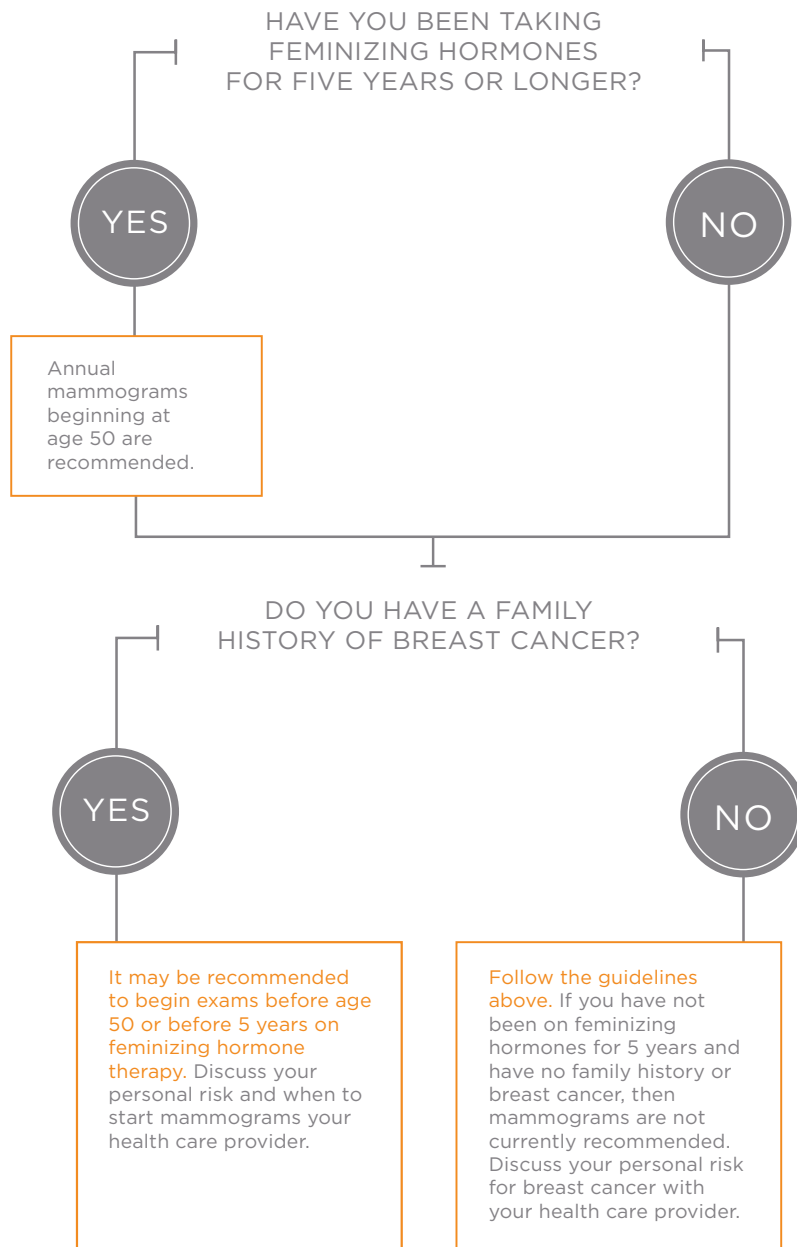 HAVE YOU BEEN TAKING
FEMINIZING HORMONES
FOR FIVE YEARS OR LONGER?
YES
NO
Annual
mammograms
beginning at
age 50 are
recommended.
DO YOU HAVE A FAMILY
HISTORY OF BREAST CANCER?
YES
NO
It may be recommended
to begin exams before age
50 or before 5 years on
feminizing hormone
therapy. Discuss your
personal risk and when to
start mammograms your
health care provider.
Follow the guidelines
above. If you have not
been on feminizing
hormones for 5 years and
have no family history or
breast cancer, then
mammograms are not
currently recommended.
Discuss your personal risk
for breast cancer with
your health care provider.